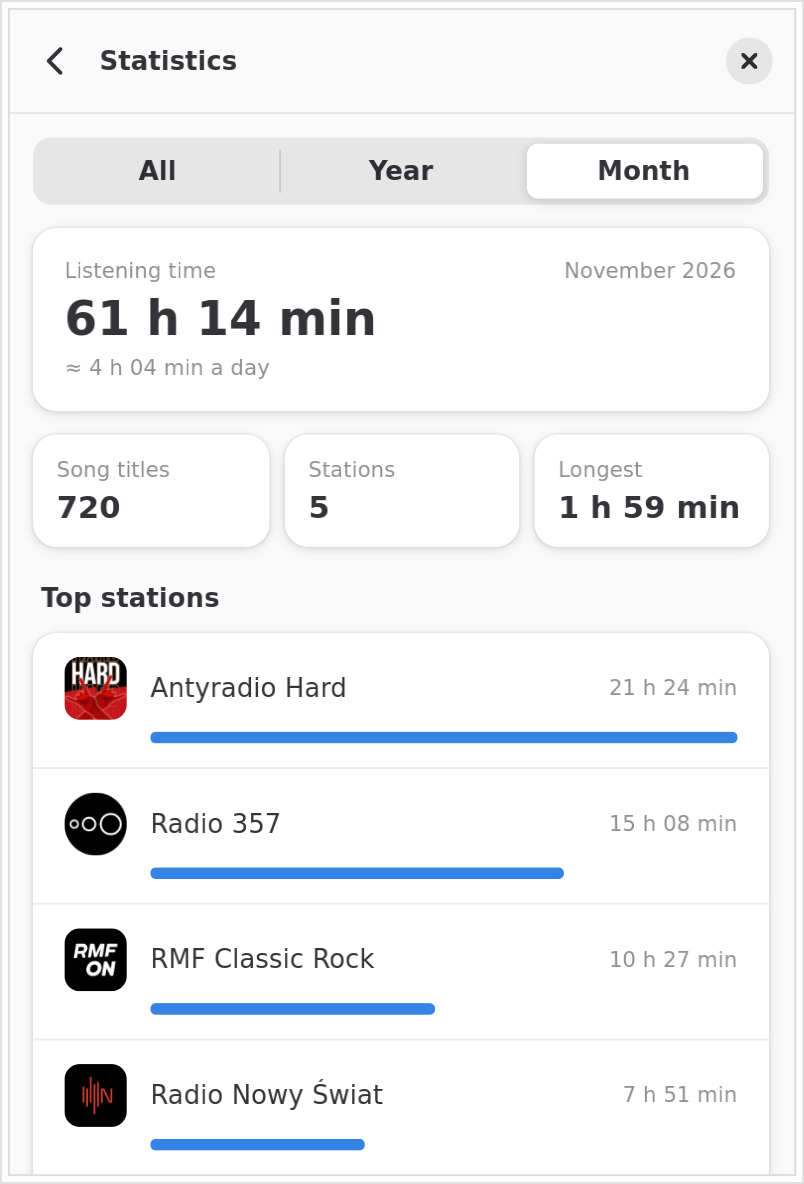 Statistics
All
Year
Month
Listening time
November 2026
61 h 14 min
≈ 4 h 04 min a day
Song titles
720
Stations
5
Longest
1 h 59 min
Top stations
HARD
Antyradio Hard
21 h 24 min
Radio 357
15 h 08 min
RMF
ON
RMF Classic Rock
10 h 27 min
Radio Nowy Świat
7 h 51 min